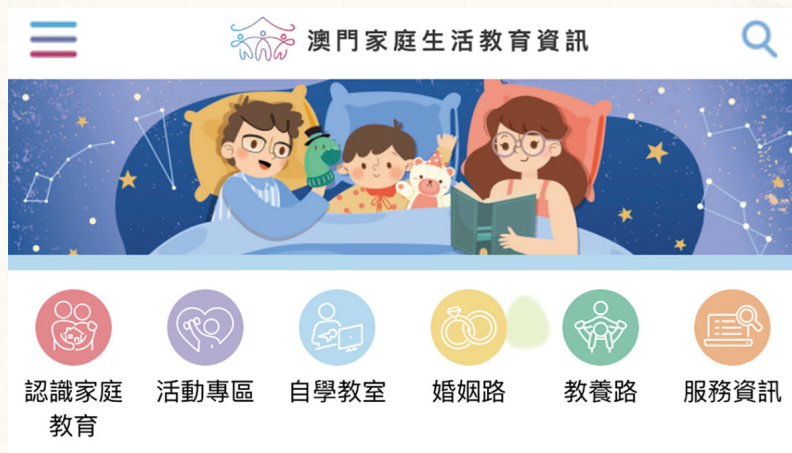 澳門家庭生活教育資訊
認識家庭
教育
活動專區
自學教室
婚姻路
教養路
服務資訊